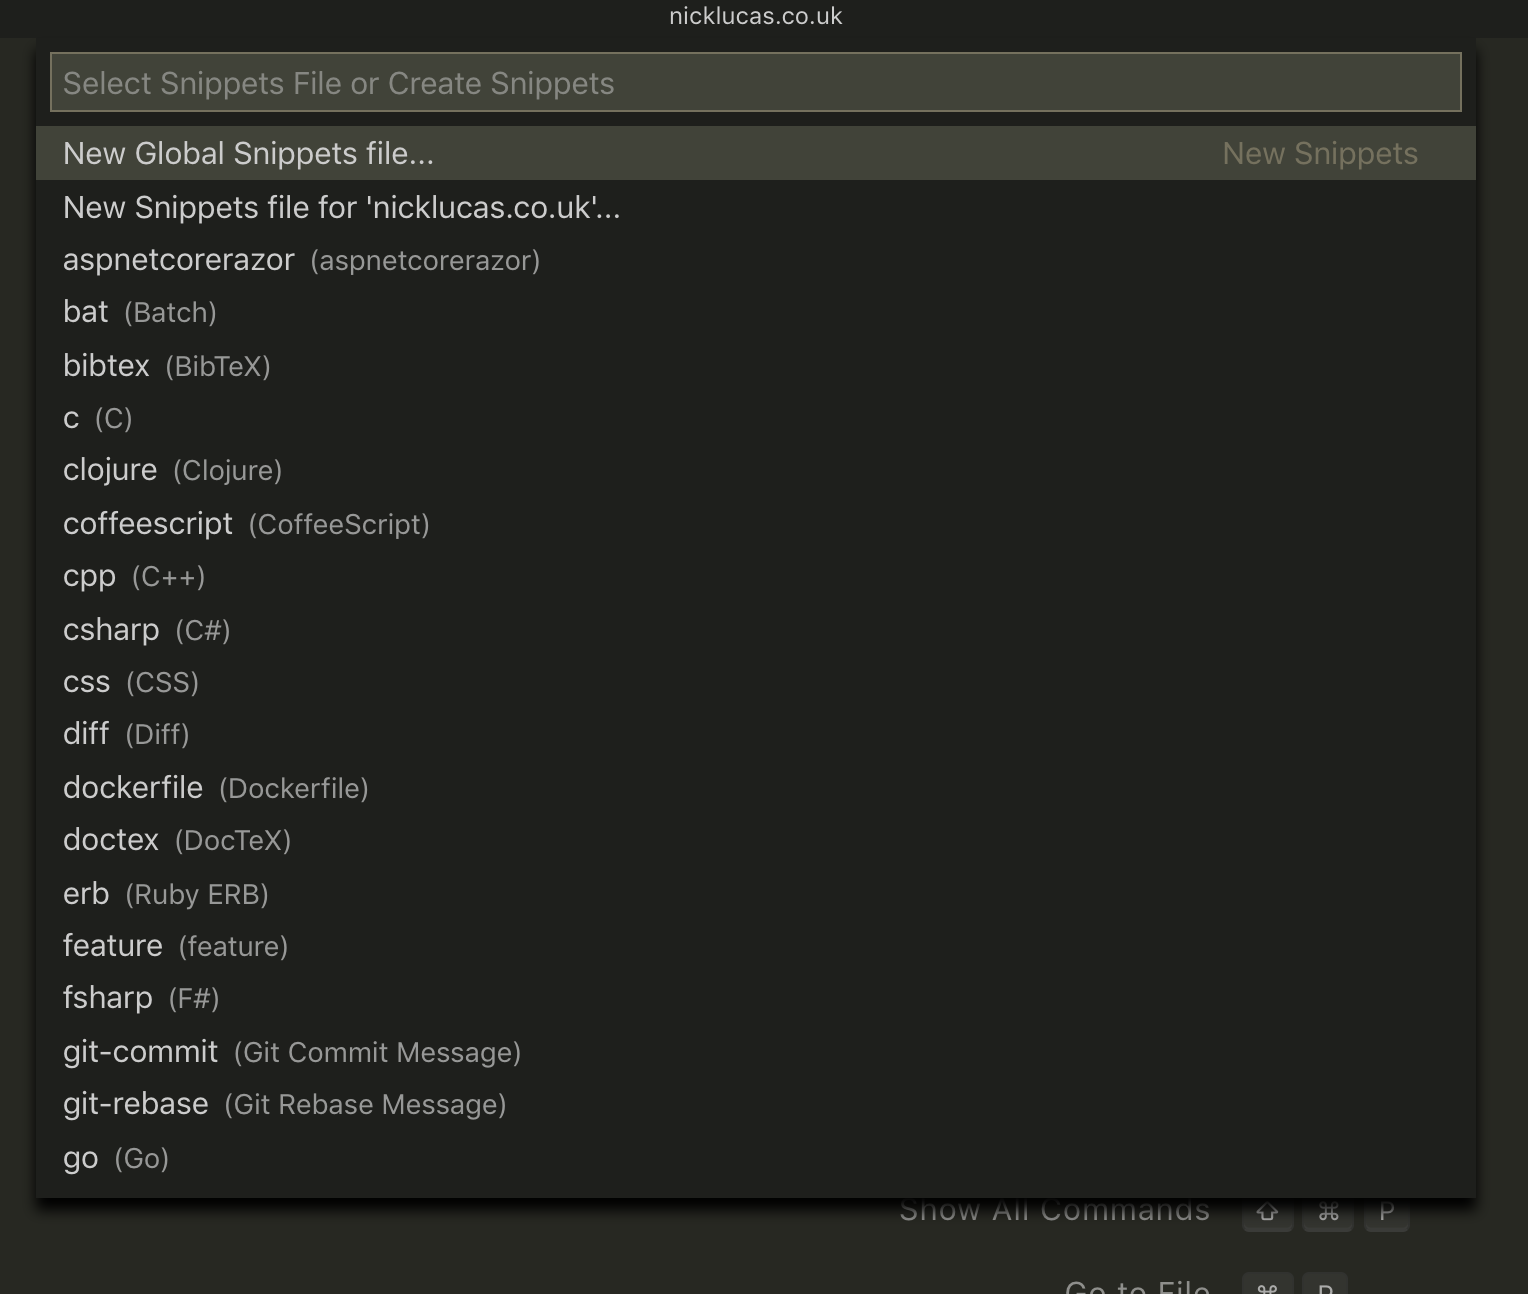 nicklucas.co.uk
Select Snippets File or Create Snippets
New Global Snippets file... New Snippets
New Snippets file for 'nicklucas.co.uk'...
aspnetcorerazor (aspnetcorerazor)
bat (Batch)
bibtex (BibTeX)
c (C)
clojure (Clojure)
coffeescript (CoffeeScript)
cpp (C++)
csharp (C#)
css (CSS)
diff (Diff)
dockerfile (Dockerfile)
doctex (DocTeX)
erb (Ruby ERB)
feature (feature)
fsharp (F#)
git-commit (Git Commit Message)
git-rebase (Git Rebase Message)
go (Go)
Show All Commands ⇧ ⌘ P
Go to File ⌘ P